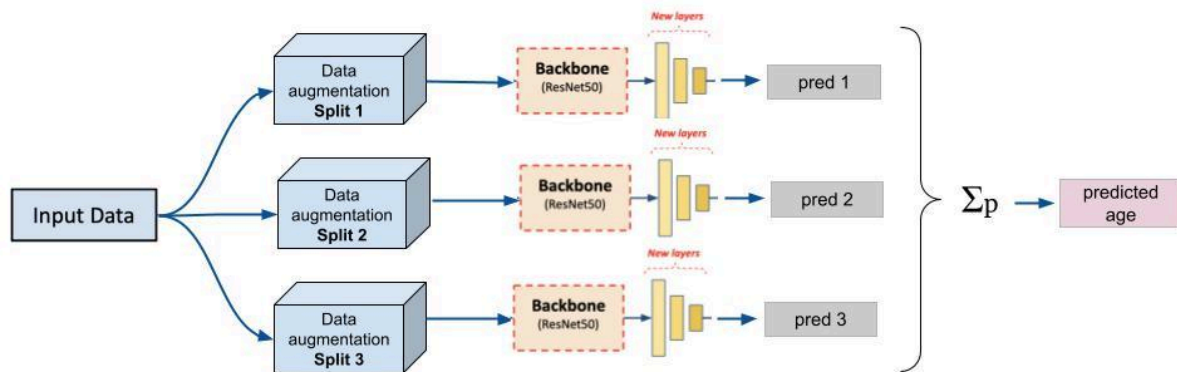 Input Data
Data
augmentation
Split 1
Backbone
(ResNet50)
New layers
pred 1
Data
augmentation
Split 2
Backbone
(ResNet50)
New layers
pred 2
Data
augmentation
Split 3
Backbone
(ResNet50)
New layers
pred 3
Σp
predicted
age